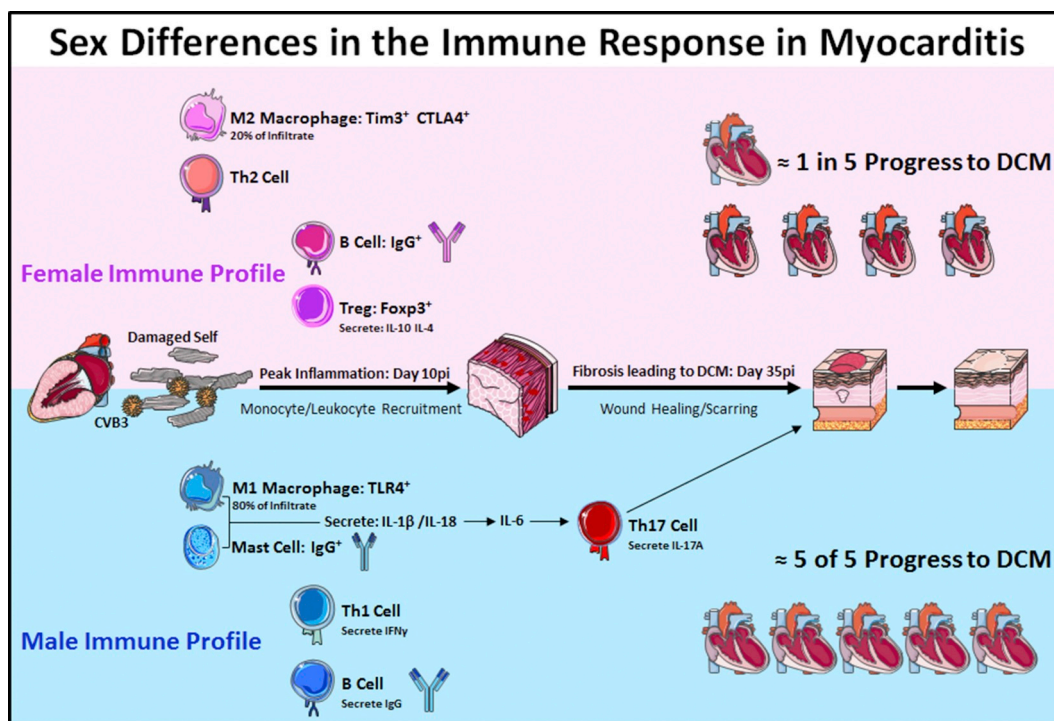 Sex Differences in the Immune Response in Myocarditis
M2 Macrophage: Tim3⁺ CTLA4⁺
20% of Infiltrate
Th2 Cell
≈ 1 in 5 Progress to DCM
B Cell: IgG⁺
Female Immune Profile
Treg: Foxp3⁺
Secrete: IL-10 IL-4
Damaged Self
CVB3
Peak Inflammation: Day 10pi
Monocyte/Leukocyte Recruitment
Fibrosis leading to DCM: Day 35pi
Wound Healing/Scarring
M1 Macrophage: TLR4⁺
80% of Infiltrate
Secrete: IL-1β /IL-18
IL-6
Mast Cell: IgG⁺
Th17 Cell
Secrete IL-17A
≈ 5 of 5 Progress to DCM
Th1 Cell
Secrete IFNγ
Male Immune Profile
B Cell
Secrete IgG